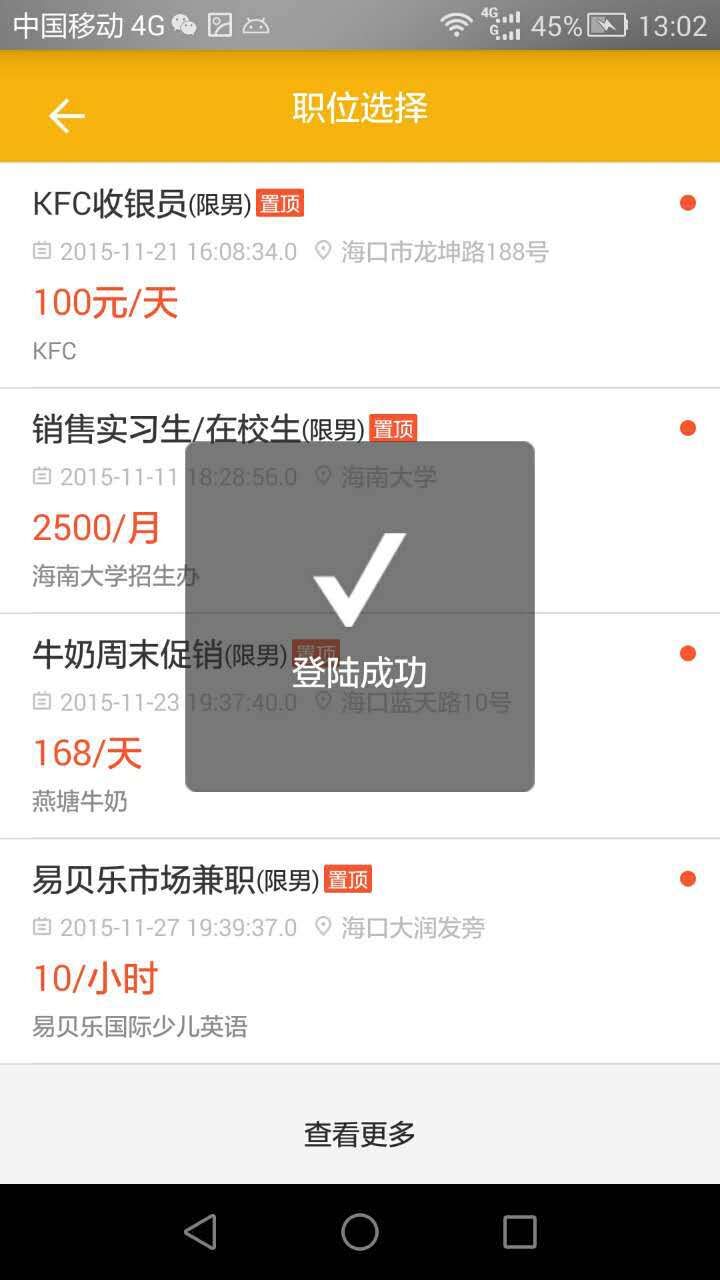 中国移动 4G 4G G 45% 13:02
职位选择
KFC收银员(限男) 置顶
2015-11-21 16:08:34.0 海口市龙坤路188号
100元/天
KFC
销售实习生/在校生(限男) 置顶
2015-11-11 18:28:56.0 海南大学
2500/月
海南大学招生办
牛奶周末促销(限男) 置顶
登陆成功
2015-11-23 19:37:40.0 海口蓝天路10号
168/天
燕塘牛奶
易贝乐市场兼职(限男) 置顶
2015-11-27 19:39:37.0 海口大润发旁
10/小时
易贝乐国际少儿英语
查看更多